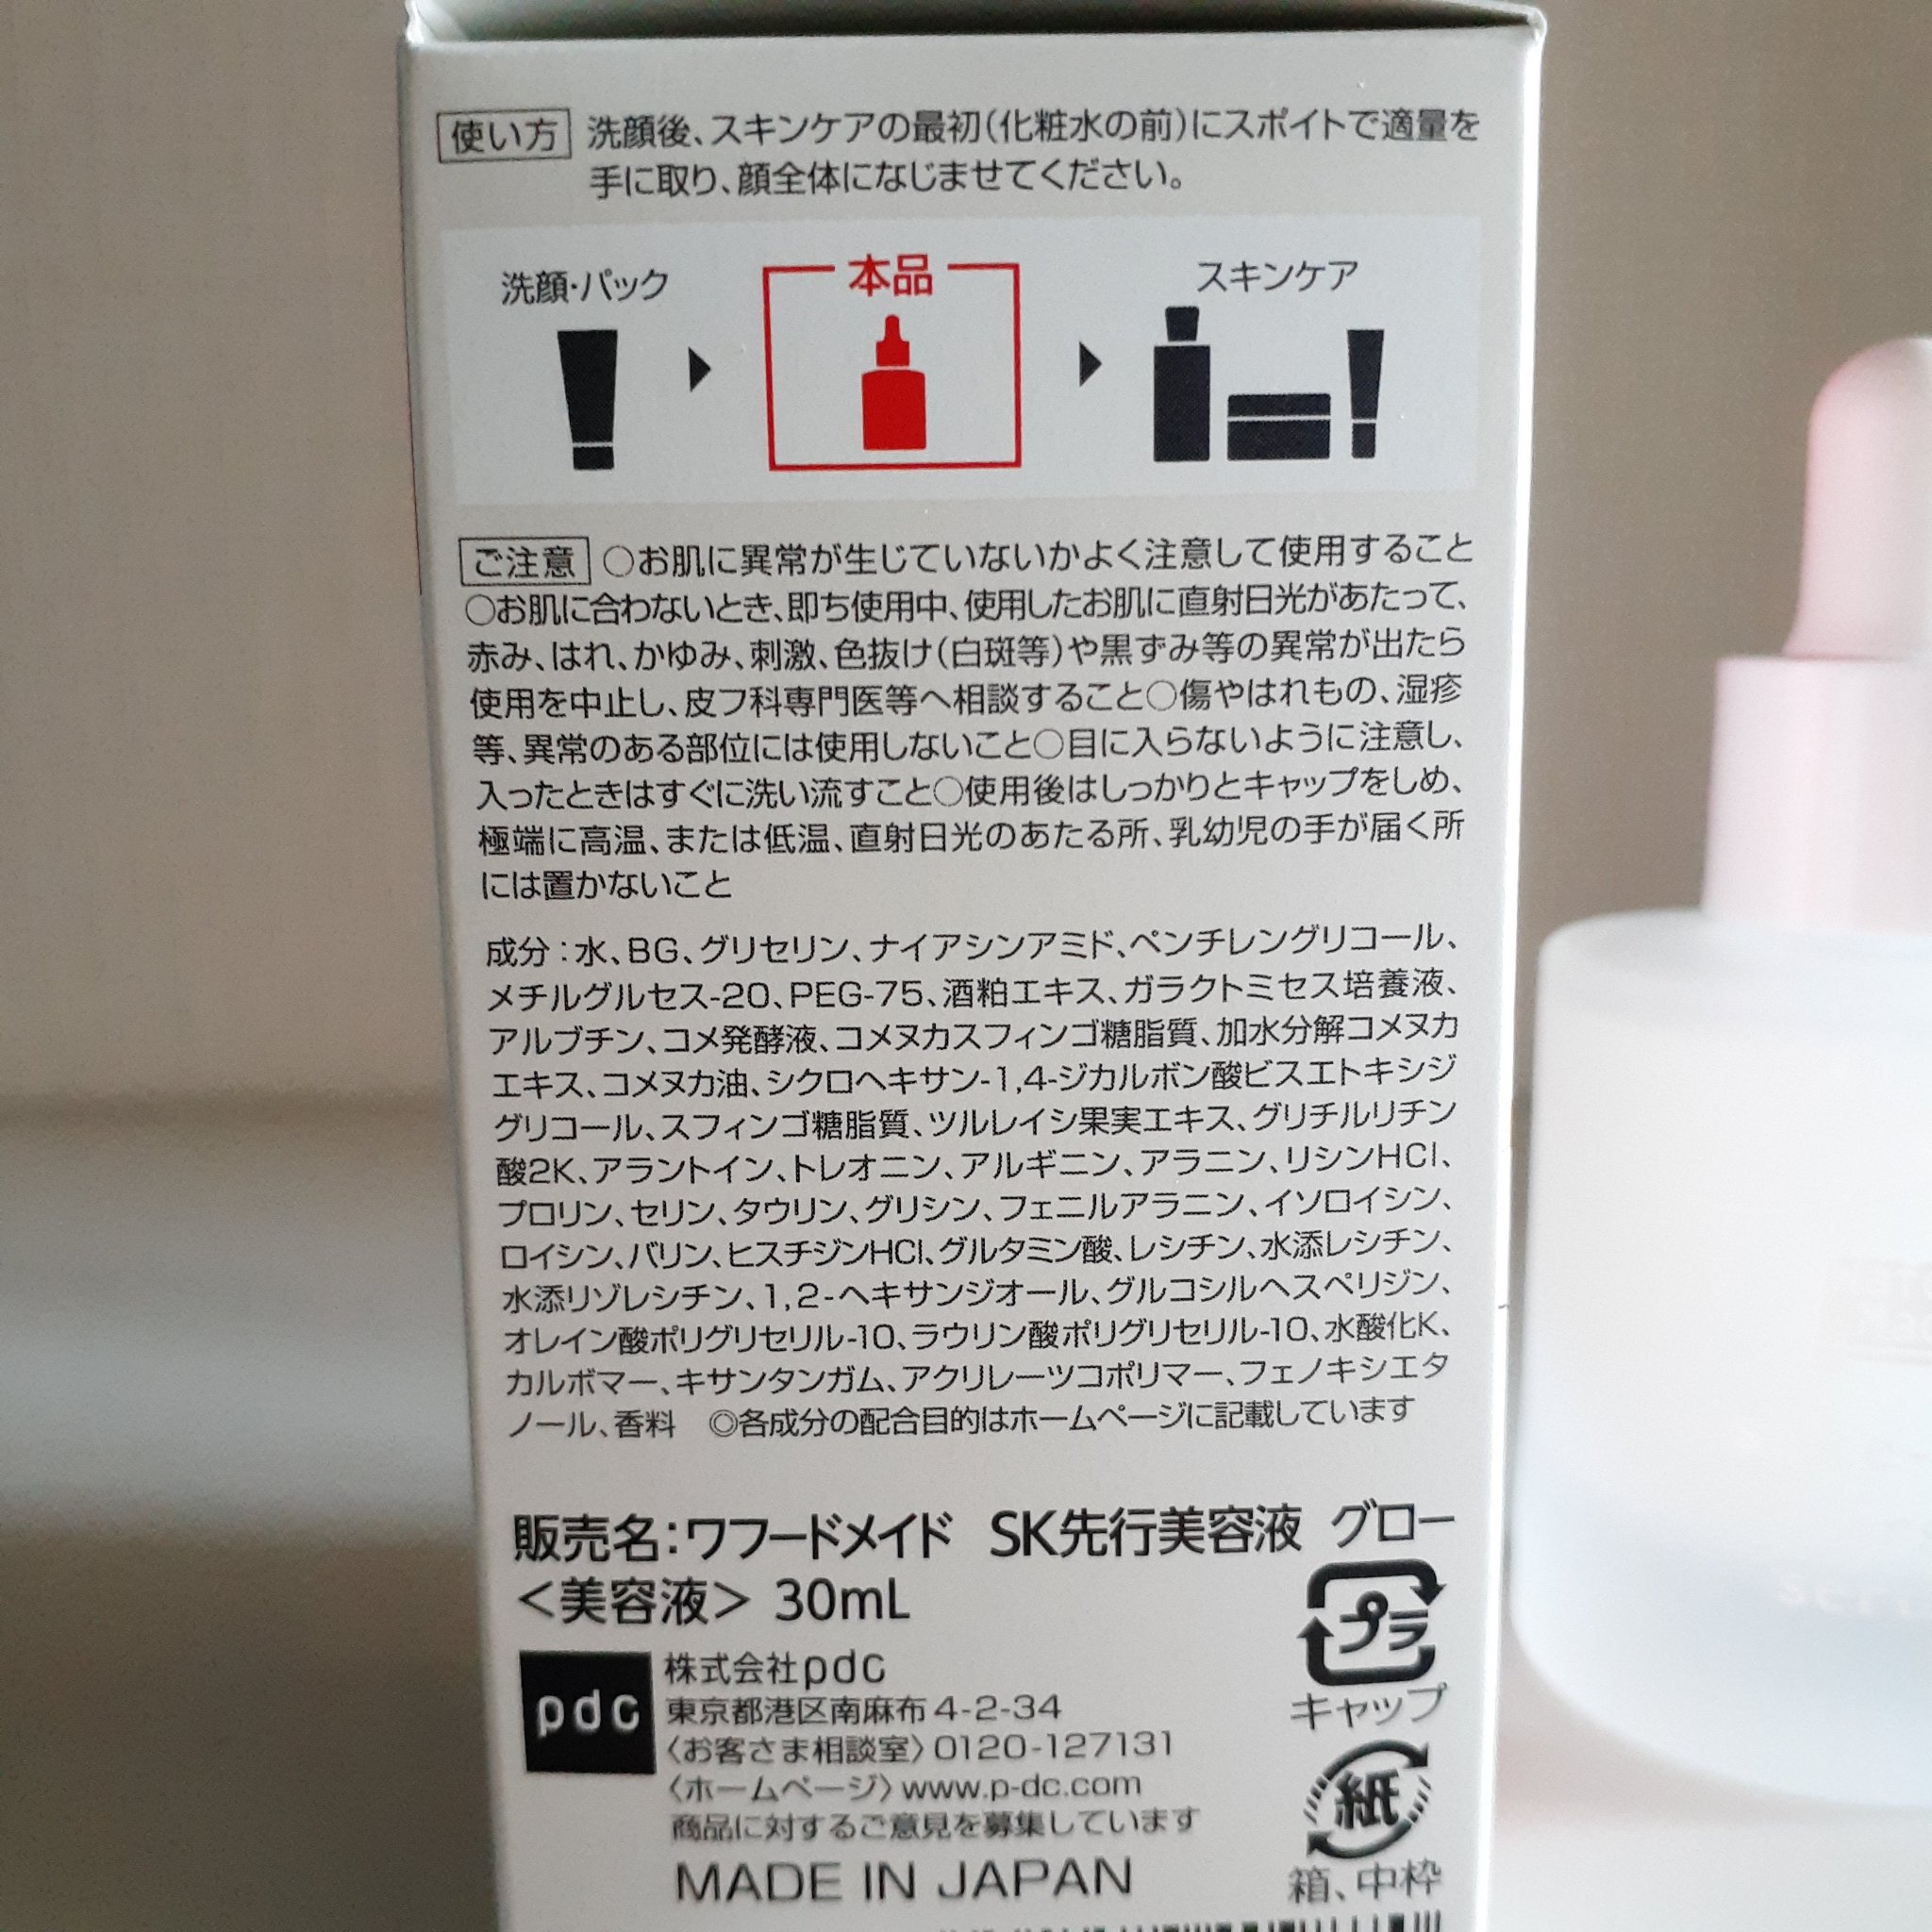 使い方 洗顔後、スキンケアの最初(化粧水の前)にスポイトで適量を
手に取り、顔全体になじませてください。
洗顔・パック
本品
スキンケア
ご注意 ○お肌に異常が生じていないかよく注意して使用すること
○お肌に合わないとき、即ち使用中、使用したお肌に直射日光があたって、
赤み、はれ、かゆみ、刺激、色抜け(白斑等)や黒ずみ等の異常が出たら
使用を中止し、皮フ科専門医等へ相談すること○傷やはれもの、湿疹
等、異常のある部位には使用しないこと○目に入らないように注意し、
入ったときはすぐに洗い流すこと○使用後はしっかりとキャップをしめ、
極端に高温、または低温、直射日光のあたる所、乳幼児の手が届く所
には置かないこと
成分:水、BG、グリセリン、ナイアシンアミド、ペンチレングリコール、
メチルグルセス-20、PEG-75、酒粕エキス、ガラクトミセス培養液、
アルブチン、コメ発酵液、コメヌカスフィンゴ糖脂質、加水分解コメヌカ
エキス、コメヌカ油、シクロヘキサン-1,4-ジカルボン酸ビスエトキシジ
グリコール、スフィンゴ糖脂質、ツルレイシ果実エキス、グリチルリチン
酸2K、アラントイン、トレオニン、アルギニン、アラニン、リシンHCl、
プロリン、セリン、タウリン、グリシン、フェニルアラニン、イソロイシン、
ロイシン、バリン、ヒスチジンHCl、グルタミン酸、レシチン、水添レシチン、
水添リゾレシチン、1,2-ヘキサンジオール、グルコシルヘスペリジン、
オレイン酸ポリグリセリル-10、ラウリン酸ポリグリセリル-10、水酸化K、
カルボマー、キサンタンガム、アクリレーツコポリマー、フェノキシエタ
ノール、香料 ◎各成分の配合目的はホームページに記載しています
販売名:ワフードメイド SK先行美容液 グロー
<美容液> 30mL
プラ
キャップ
pdc
株式会社pdc
東京都港区南麻布4-2-34
〈お客さま相談室〉0120-127131
〈ホームページ〉www.p-dc.com
商品に対するご意見を募集しています
MADE IN JAPAN
紙
箱、中枠